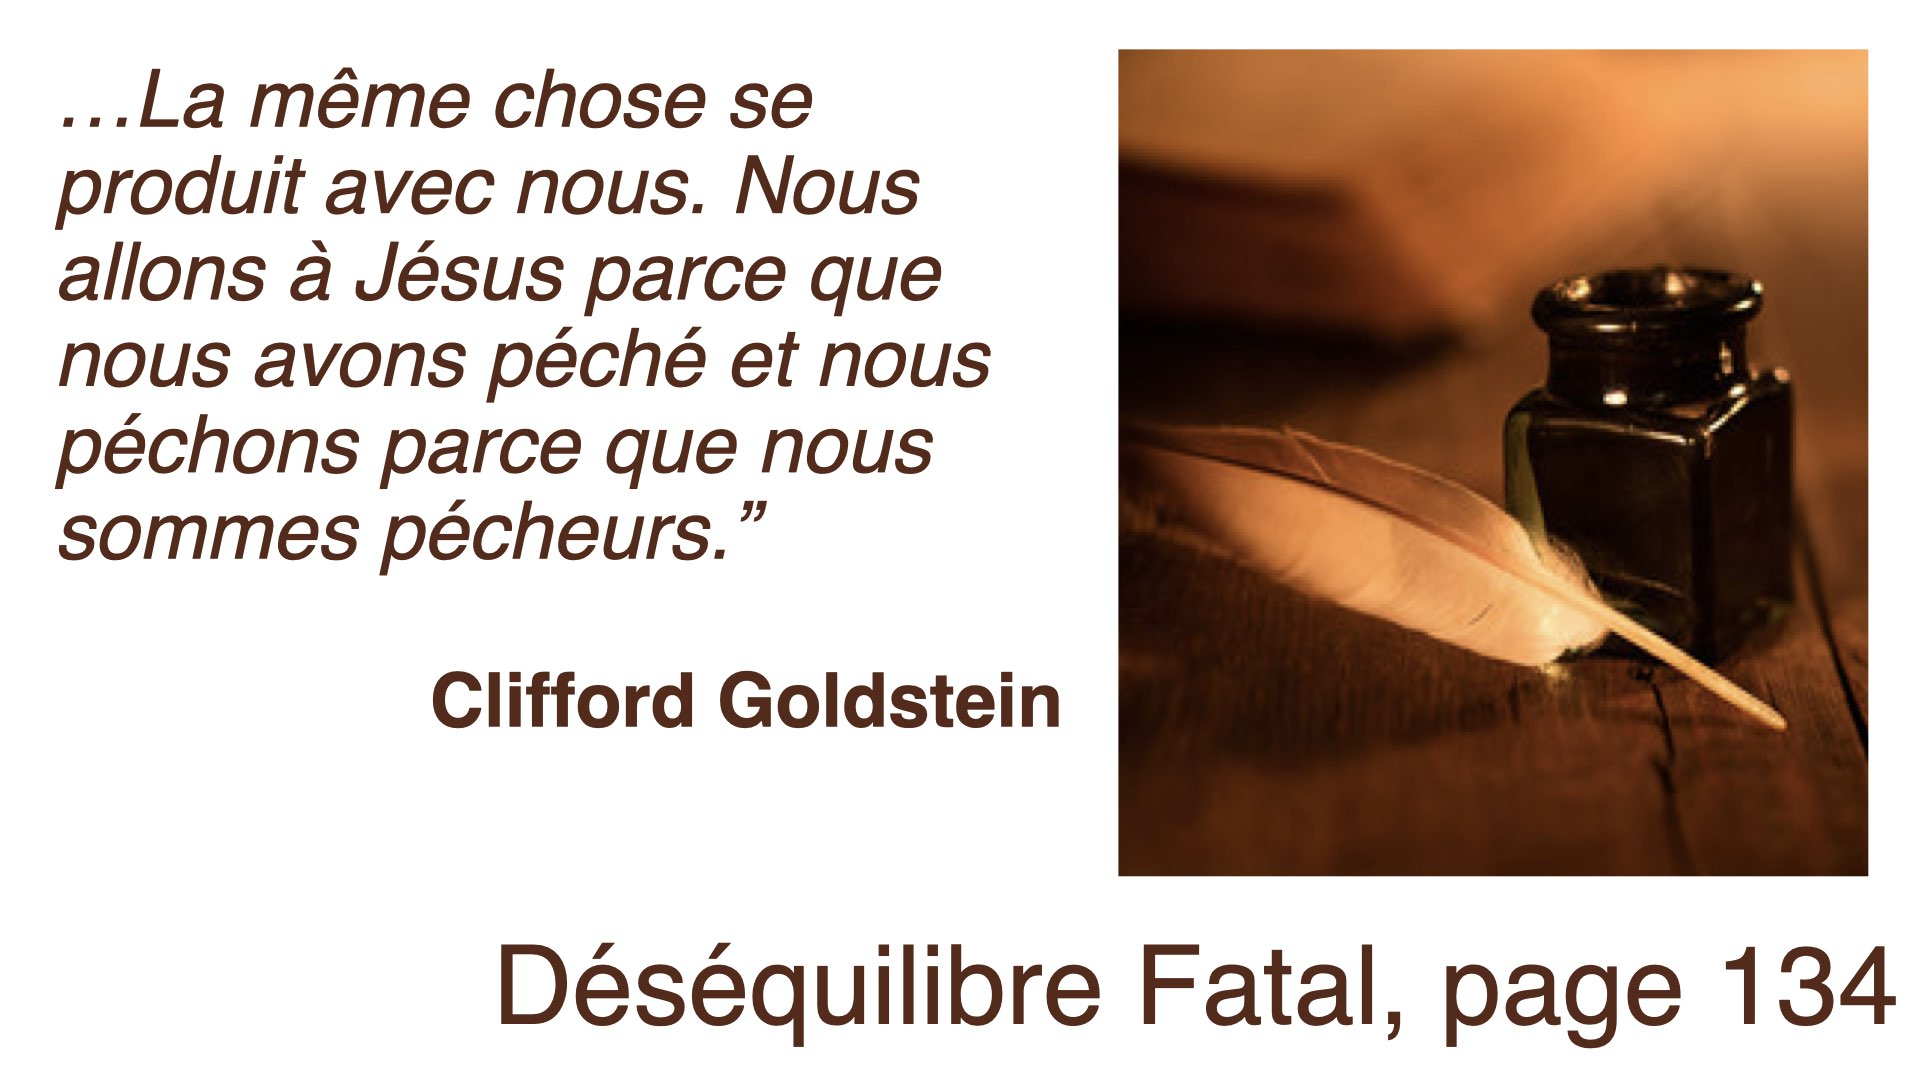 …La même chose se
produit avec nous. Nous
allons à Jésus parce que
nous avons péché et nous
péchons parce que nous
sommes pécheurs.”
Clifford Goldstein
Déséquilibre Fatal, page 134